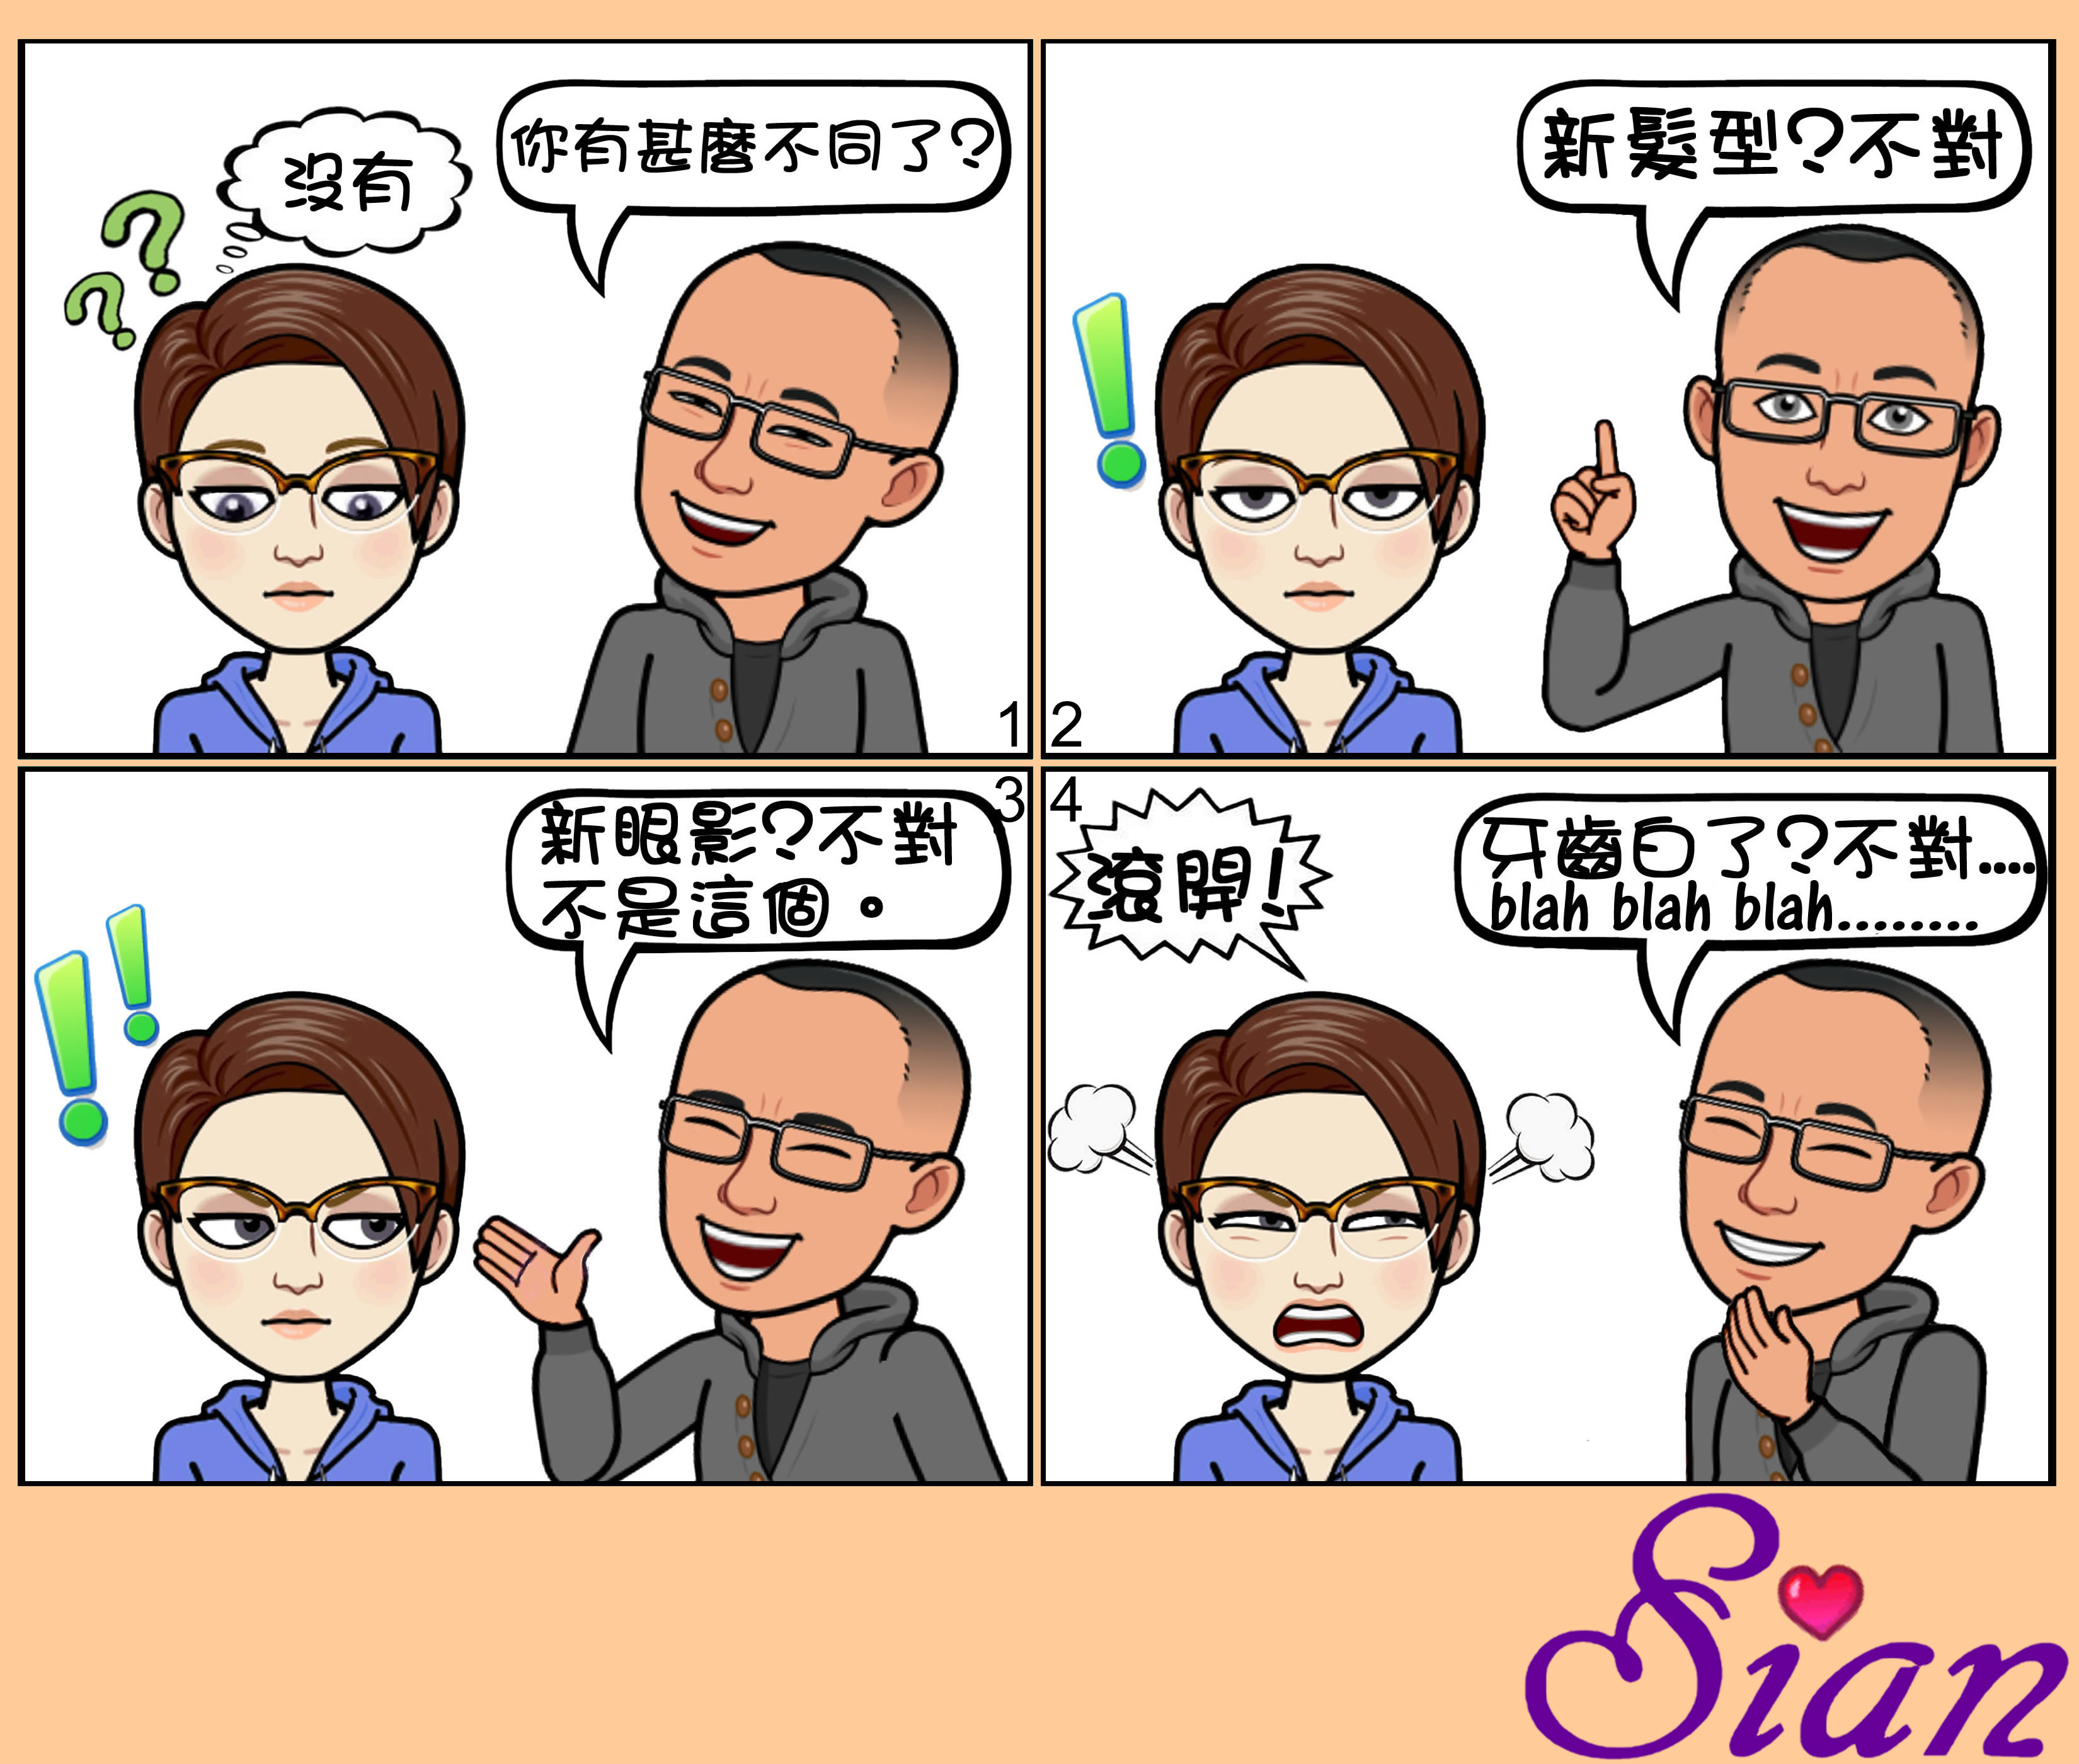 沒有
你有甚麼不同了?
1
新髮型?不對
2
新眼影?不對
不是這個。
3
滾開!
牙齒白了?不對....
blah blah blah........
4
Sian